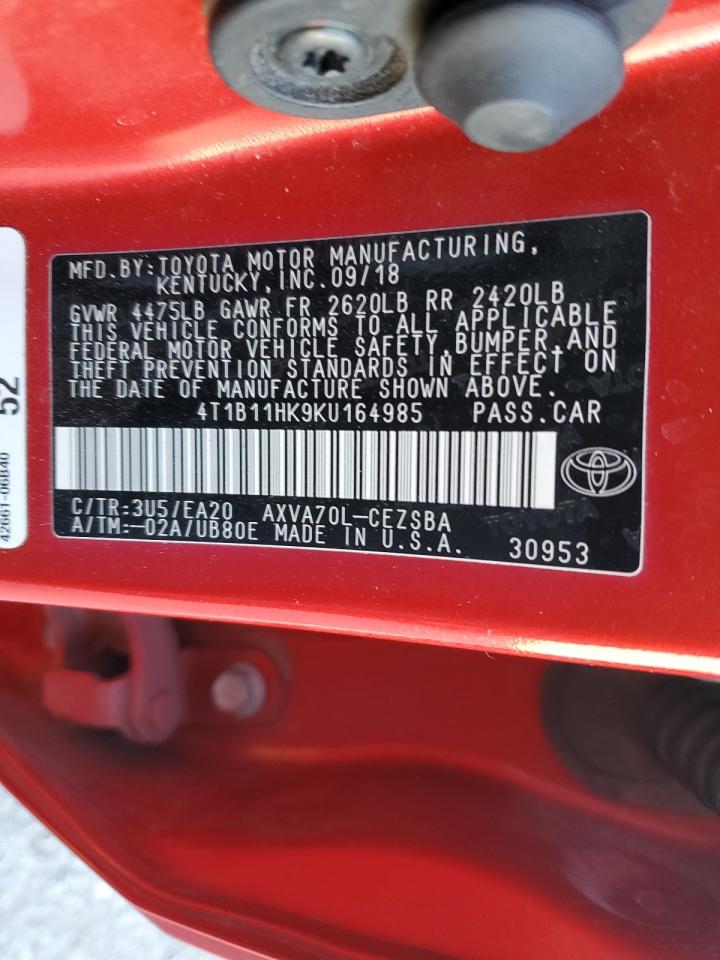 MFD.BY:TOYOTA MOTOR MANUFACTURING,
KENTUCKY,INC.09/18
GVWR 4475LB GAWR FR 2620LB RR 2420LB
THIS VEHICLE CONFORMS TO ALL APPLICABLE
FEDERAL MOTOR VEHICLE SAFETY,BUMPER,AND
THEFT PREVENTION STANDARDS IN EFFECT ON
THE DATE OF MANUFACTURE SHOWN ABOVE.
4T1B11HK9KU164985 PASS.CAR
C/TR:3U5/EA20 AXVA70L-CEZSBA
A/TM:-02A/UB80E MADE IN U.S.A. 30953
52
42661-06B40